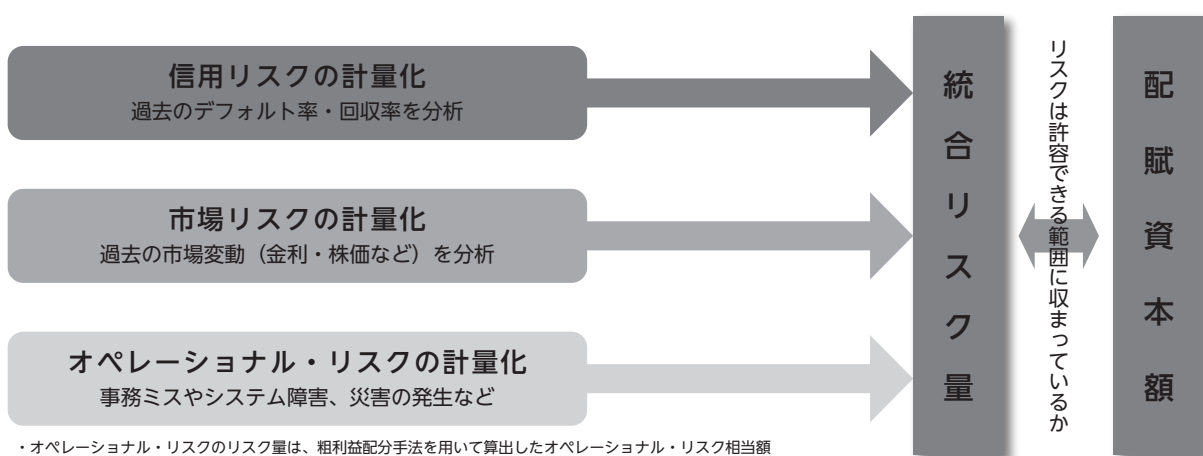 信用リスクの計量化
過去のデフォルト率・回収率を分析
市場リスクの計量化
過去の市場変動（金利・株価など）を分析
オペレーショナル・リスクの計量化
事務ミスやシステム障害、災害の発生など
・オペレーショナル・リスクのリスク量は、粗利益配分手法を用いて算出したオペレーショナル・リスク相当額
統合リスク量
リスクは許容できる範囲に収まっているか
配賦資本額